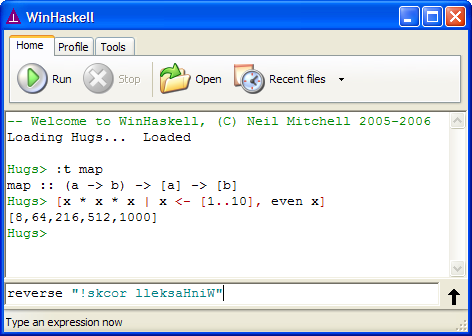 WinHaskell
Home Profile Tools
Run Stop Open Recent files
-- Welcome to WinHaskell, (C) Neil Mitchell 2005-2006
Loading Hugs... Loaded
Hugs> :t map
map :: (a -> b) -> [a] -> [b]
Hugs> [x * x * x | x <- [1..10], even x]
[8,64,216,512,1000]
Hugs>
reverse "!skcor lleksaHniW"
Type an expression now